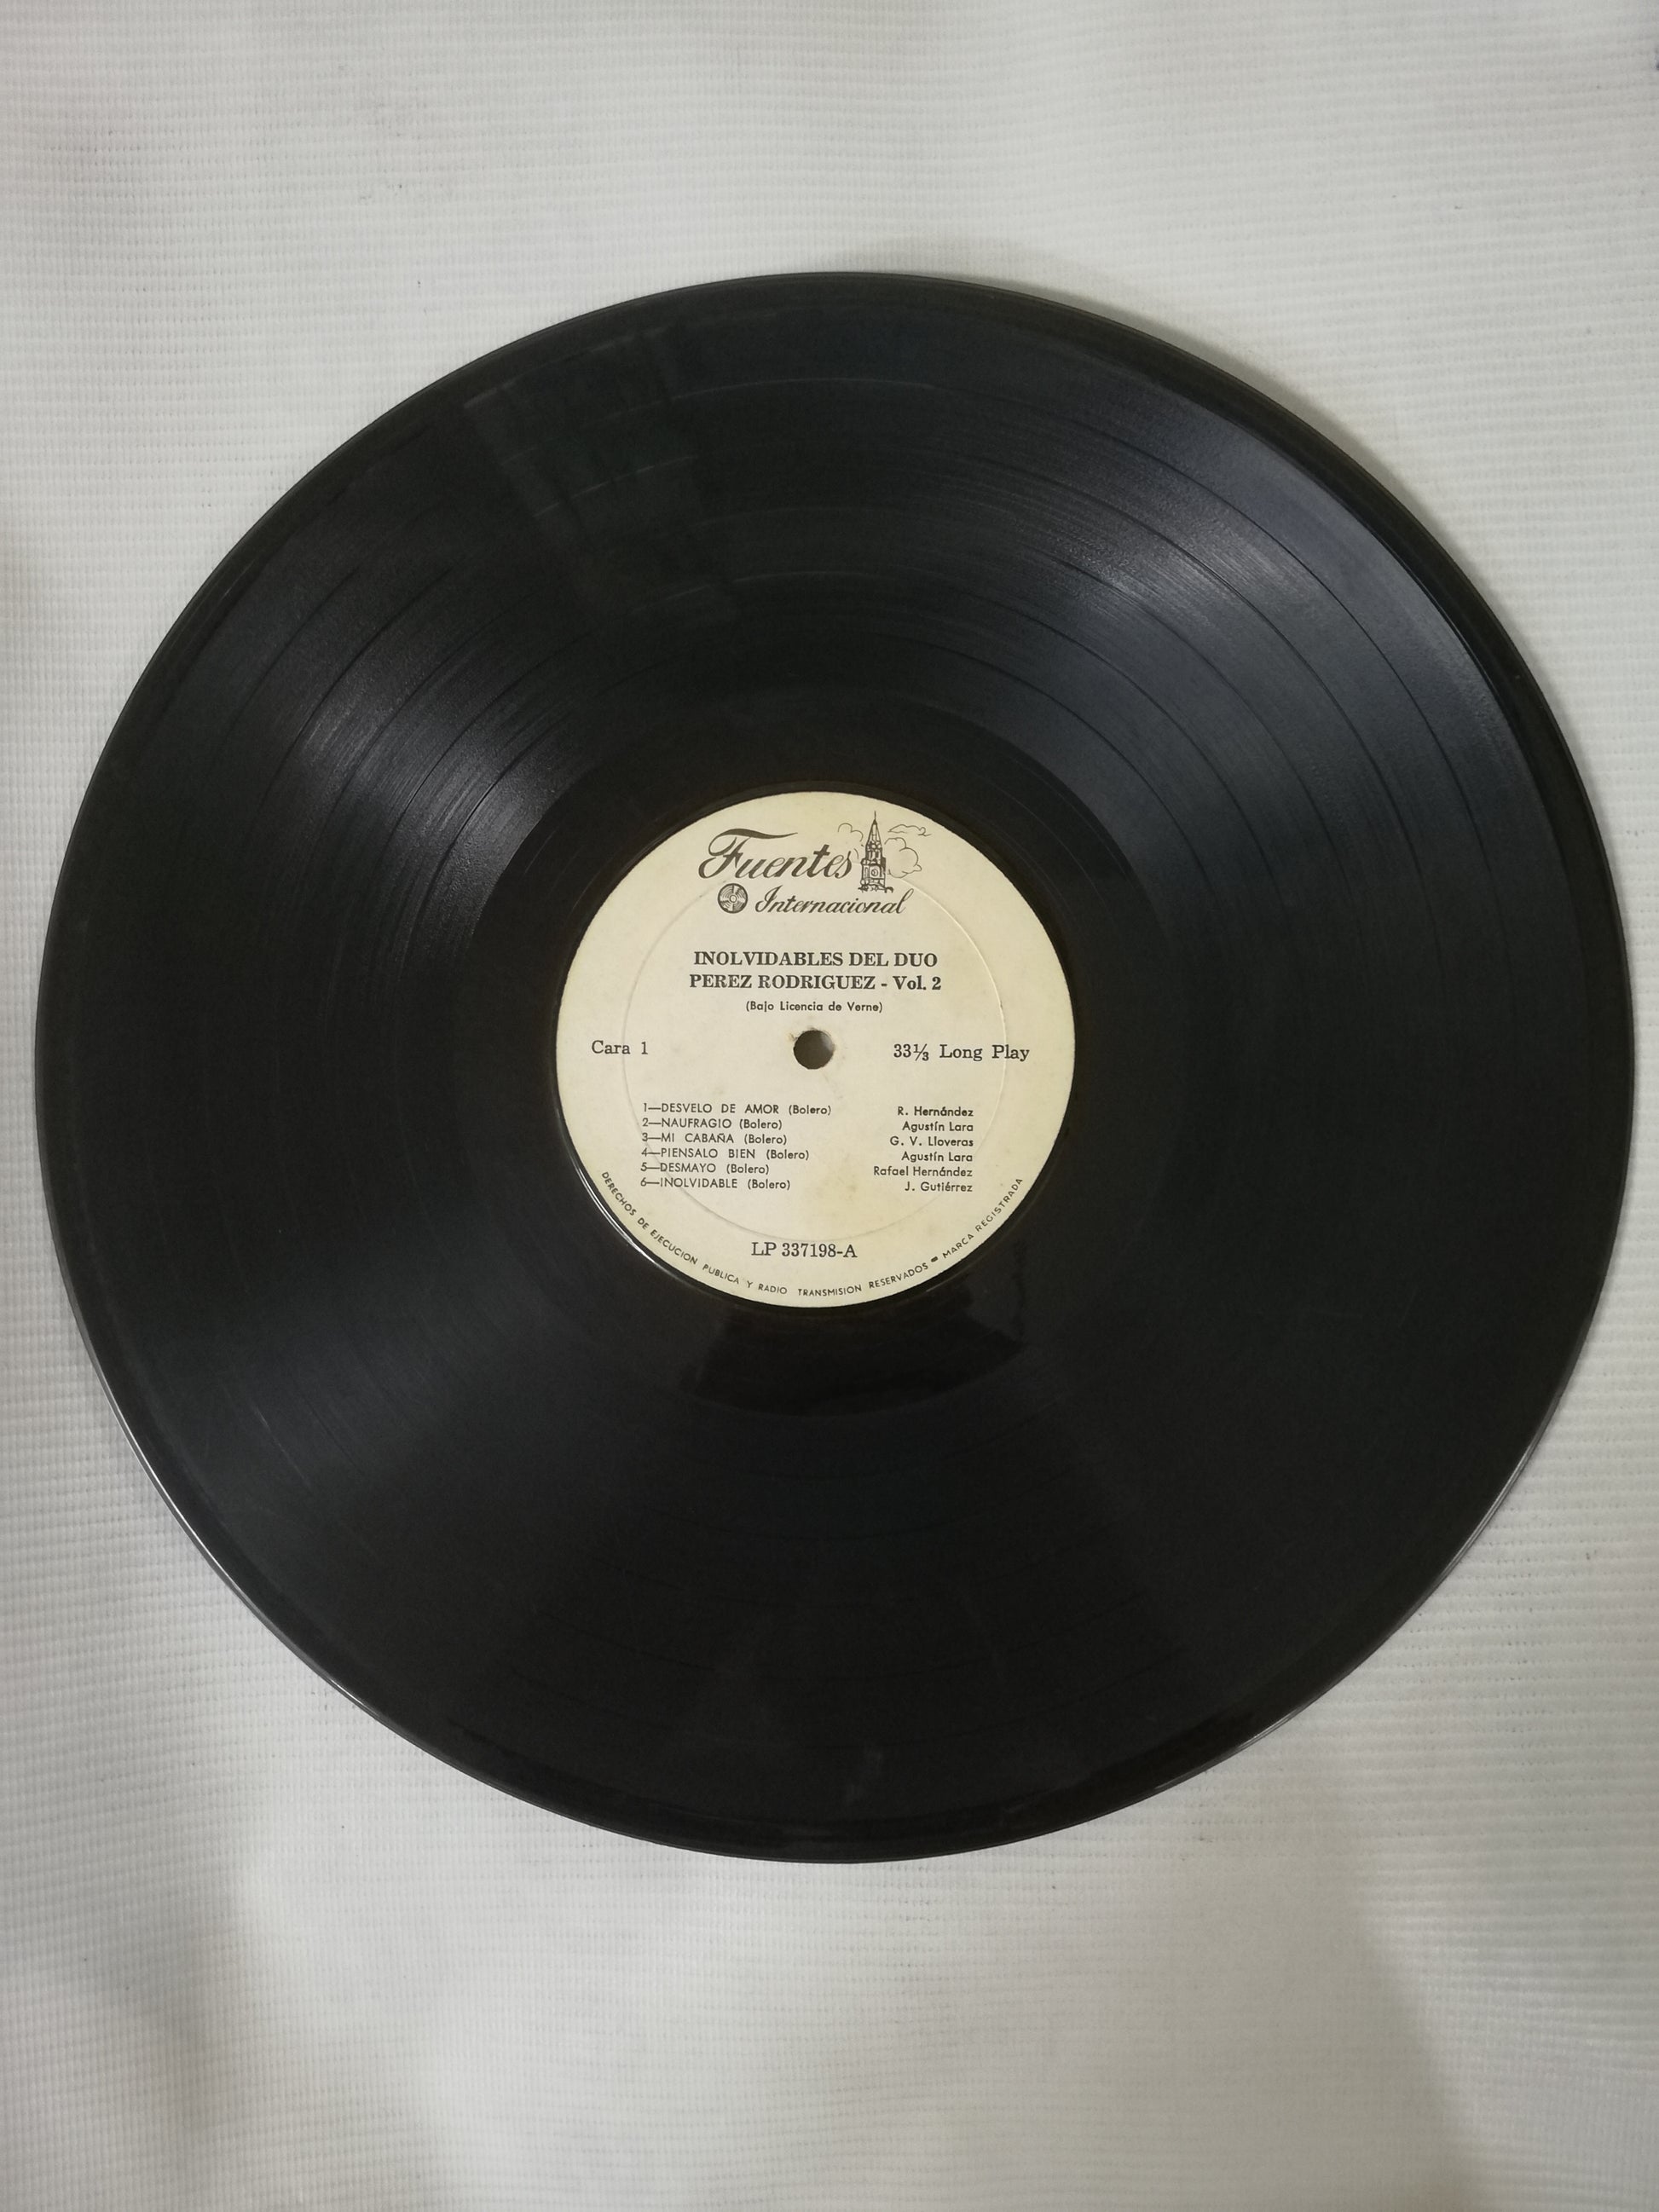 Fuentes
Internacional
INOLVIDABLES DEL DUO
PEREZ RODRIGUEZ - Vol. 2
(Bajo Licencia de Verne)
Cara 1
33⅓ Long Play
1—DESVELO DE AMOR (Bolero) R. Hernández
2—NAUFRAGIO (Bolero) Agustín Lara
3—MI CABAÑA (Bolero) G. V. Lloveras
4—PIENSALO BIEN (Bolero) Agustín Lara
5—DESMAYO (Bolero) Rafael Hernández
6—INOLVIDABLE (Bolero) J. Gutiérrez
LP 337198-A
DERECHOS DE EJECUCION PUBLICA Y RADIO TRANSMISION RESERVADOS • MARCA REGISTRADA